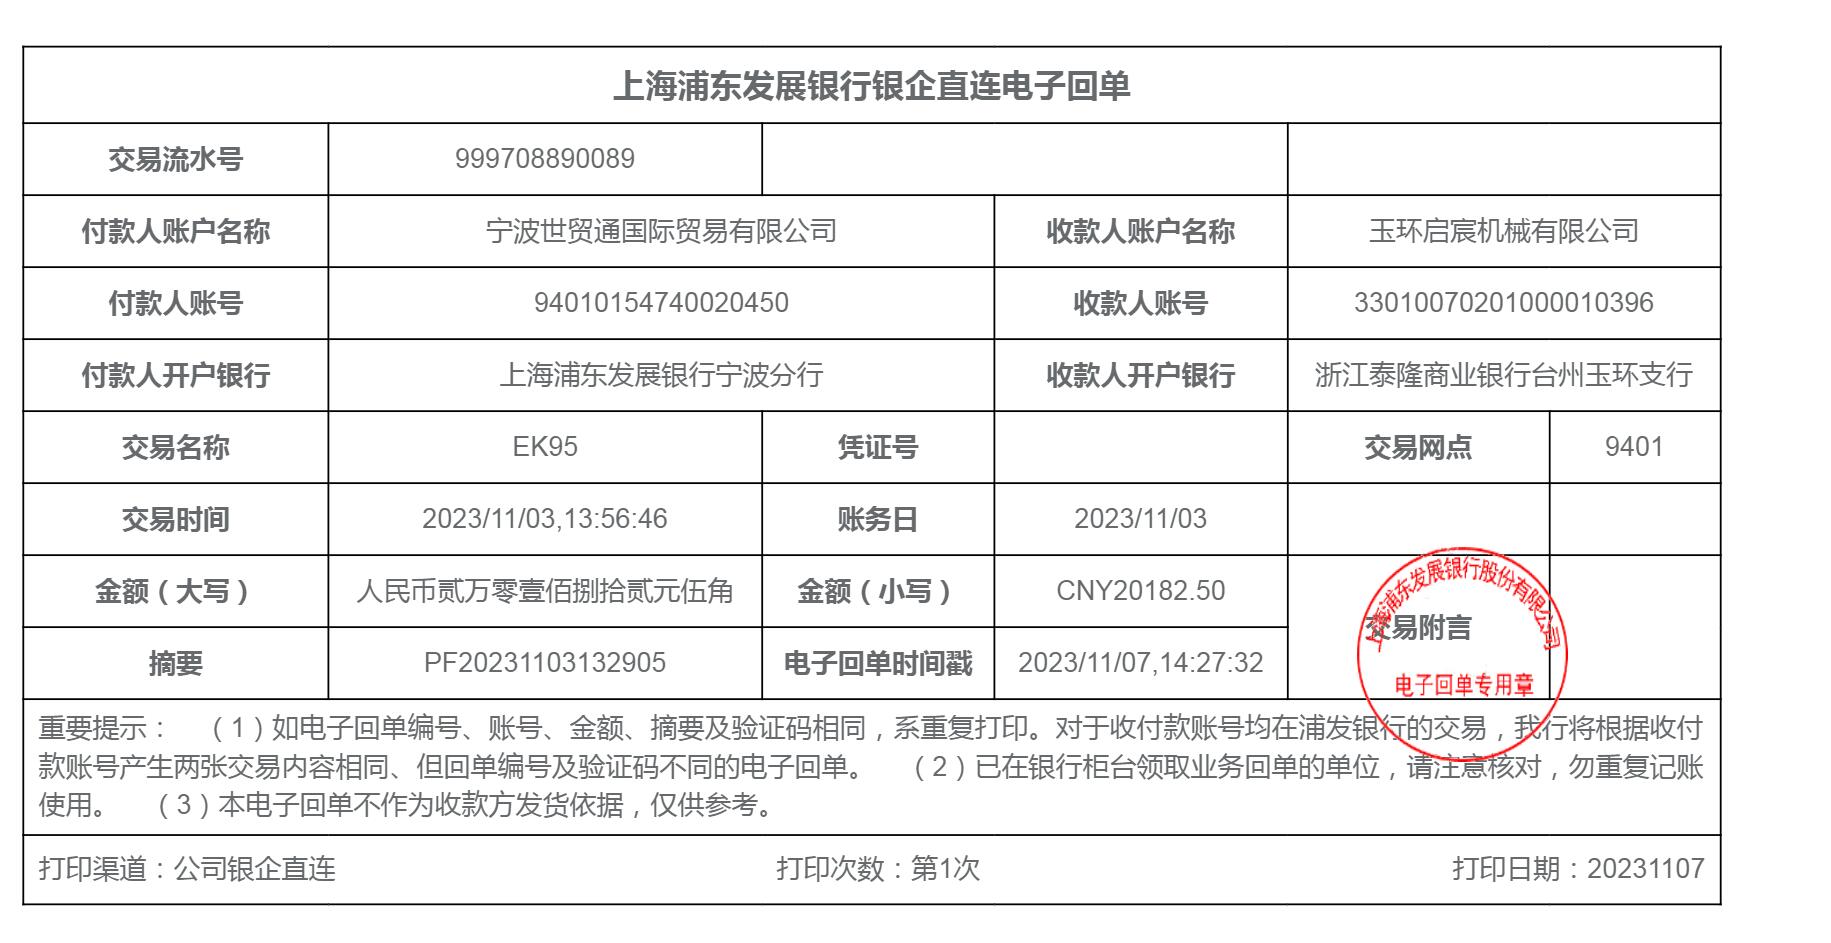 上海浦东发展银行银企直连电子回单
交易流水号 999708890089
付款人账户名称 宁波世贸通国际贸易有限公司 收款人账户名称 玉环启宸机械有限公司
付款人账号 94010154740020450 收款人账号 33010070201000010396
付款人开户银行 上海浦东发展银行宁波分行 收款人开户银行 浙江泰隆商业银行台州玉环支行
交易名称 EK95 凭证号 交易网点 9401
交易时间 2023/11/03,13:56:46 账务日 2023/11/03
金额（大写） 人民币贰万零壹佰捌拾贰元伍角 金额（小写） CNY20182.50
交易附言
摘要 PF20231103132905 电子回单时间戳 2023/11/07,14:27:32
上海浦东发展银行股份有限公司
电子回单专用章
重要提示： （1）如电子回单编号、账号、金额、摘要及验证码相同，系重复打印。对于收付款账号均在浦发银行的交易，我行将根据收付
款账号产生两张交易内容相同、但回单编号及验证码不同的电子回单。 （2）已在银行柜台领取业务回单的单位，请注意核对，勿重复记账
使用。 （3）本电子回单不作为收款方发货依据，仅供参考。
打印渠道：公司银企直连 打印次数：第1次 打印日期：20231107